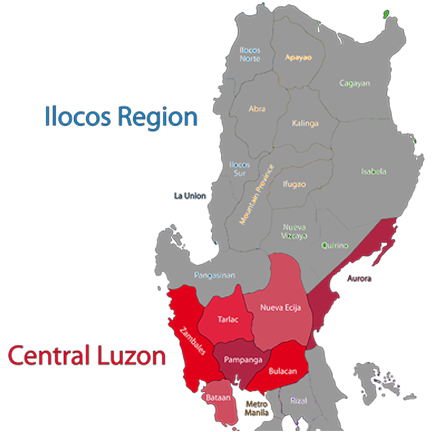 Ilocos
Norte
Apayao
Cagayan
Ilocos Region
Abra
Kalinga
Ilocos
Sur
Mountain Province
Ifugao
Isabela
La Union
Nueva
Vizcaya
Quirino
Pangasinan
Aurora
Zambales
Tarlac
Nueva Ecija
Central Luzon
Pampanga
Bulacan
Bataan
Metro
Manila
Rizal